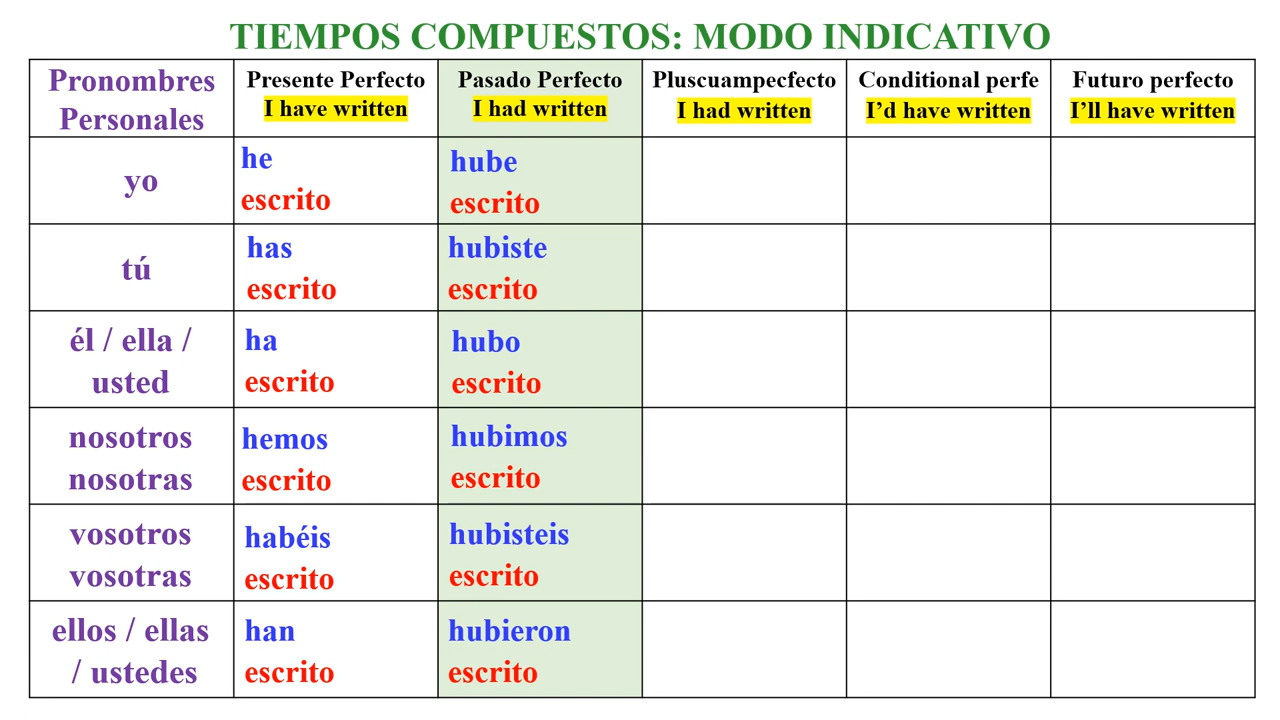 TIEMPOS COMPUESTOS: MODO INDICATIVO
Pronombres
Personales
Presente Perfecto
I have written
Pasado Perfecto
I had written
Pluscuampecfecto
I had written
Conditional perfe
I'd have written
Futuro perfecto
I'll have written
yo
he
escrito
hube
escrito
tú
has
escrito
hubiste
escrito
él / ella /
usted
ha
escrito
hubo
escrito
nosotros
nosotras
hemos
escrito
hubimos
escrito
vosotros
vosotras
habéis
escrito
hubisteis
escrito
ellos / ellas
/ ustedes
han
escrito
hubieron
escrito